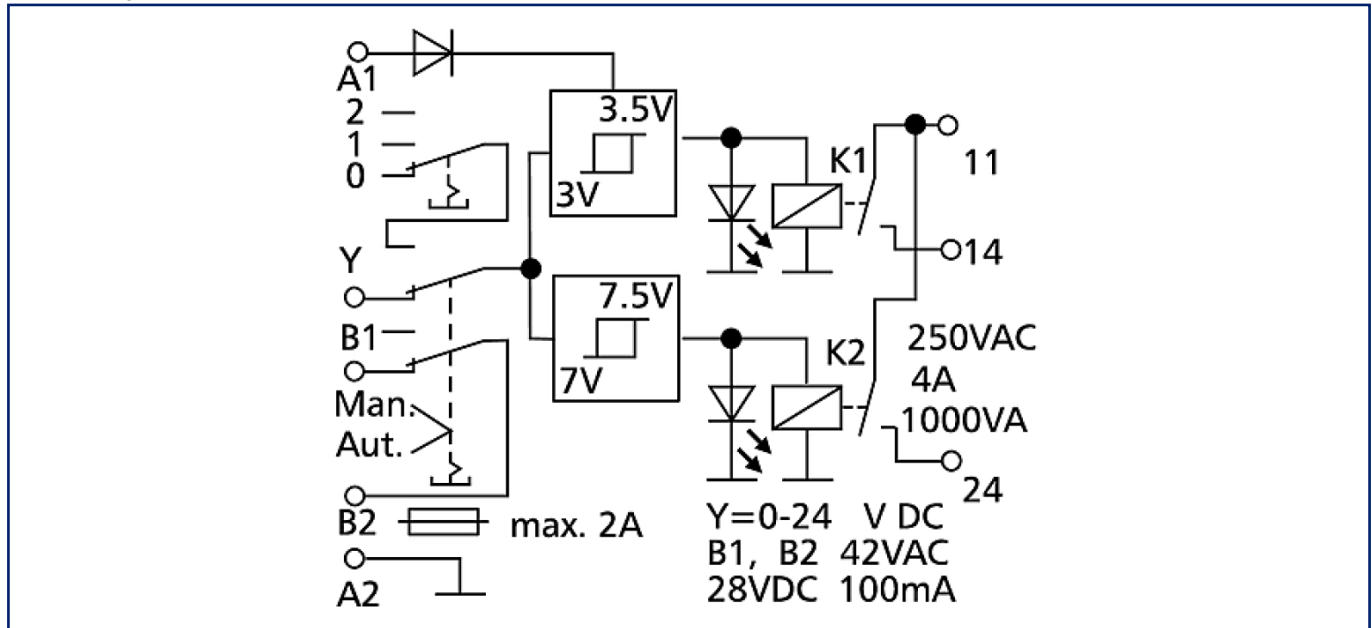 A1
2
1
0
Y
B1
Man.
Aut.
B2
max. 2A
A2
3.5V
3V
7.5V
7V
K1
11
14
K2
250VAC
4A
1000VA
24
Y=0-24 V DC
B1, B2 42VAC
28VDC 100mA